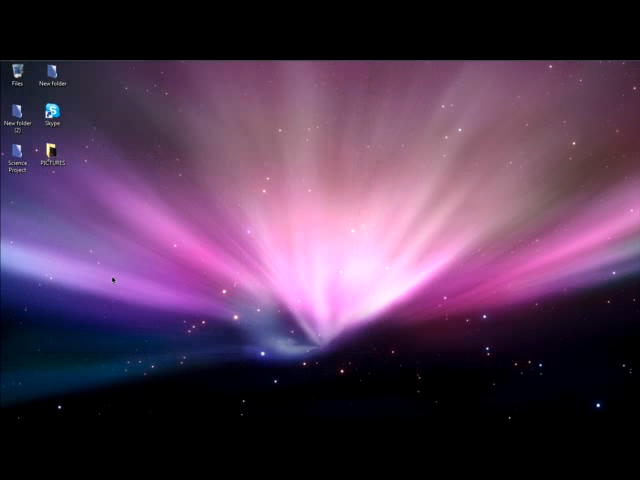 Files
New folder
New folder
(2)
Skype
Science
Project
PICTURES